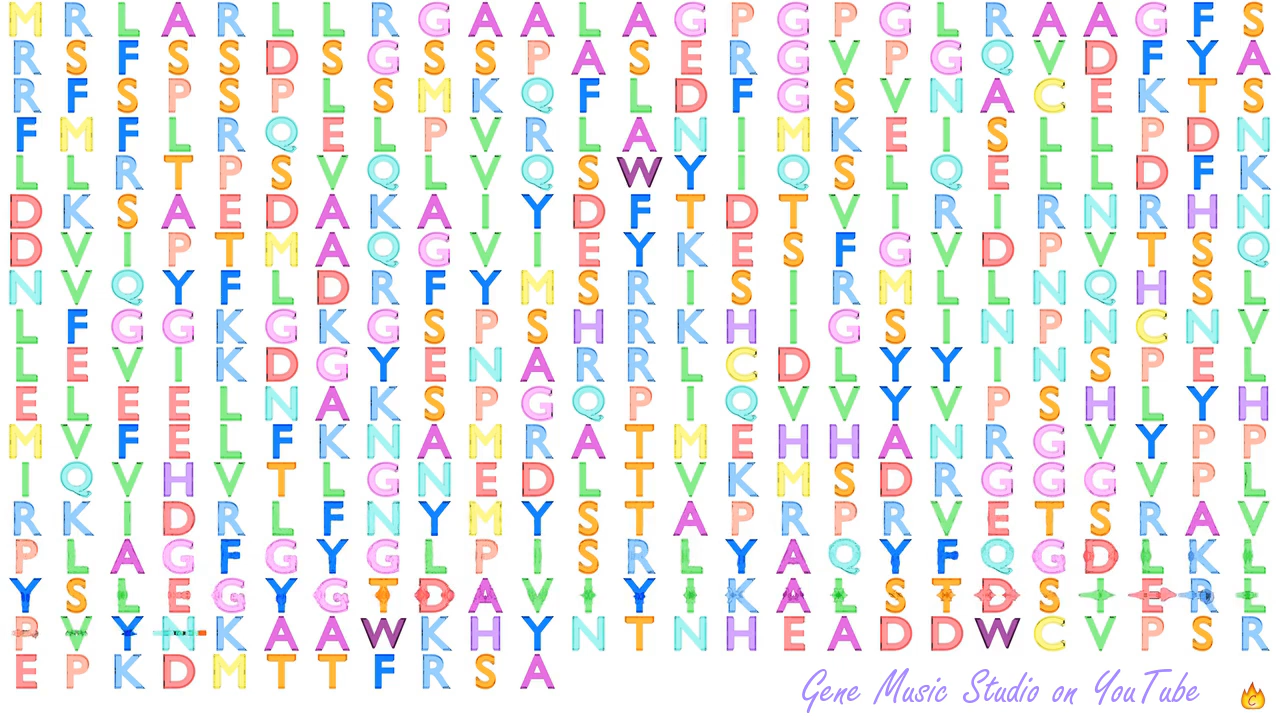 MRLARLLRGAALAGPGPGLRAAGFS
RSFSSDSGSSPASERGVPGQVDFYA
RFSPSPLSMKQFLDFGSVNACEKTS
FMFLRQELPVRLANIMKEISLLPDN
LLRTPSVQLVQSWYIQSLQELLDFK
DKSAEDAKAIYDFTDTVIRIRNRHN
DVIPTMAQGVIEYKESFGVDPVTSQ
NVQYFLDRFYMSRISIRMLLNQHSL
LFGGKGKGSPSHRKHIGSINPNCNV
LEVIKDGYENARRLCDLYYINSPEL
ELEELNAKSPGQPIQVVYVPSHLYH
MVFELFKNAMRATMEHHANRGVYPP
IQVHVTLGNEDLTVKMSDRGGGVPL
RKIDRLFNYMYSTAPRPRVETSRAV
PLAGFGYGLPISRLYAQYFQGDLKL
YSLEGYGTDAVIYIKALSTDSIERL
PVYNKAAWKHYNTNHEADDWCVPSR
EPKDMTTFRSA
Gene Music Studio on YouTube
C